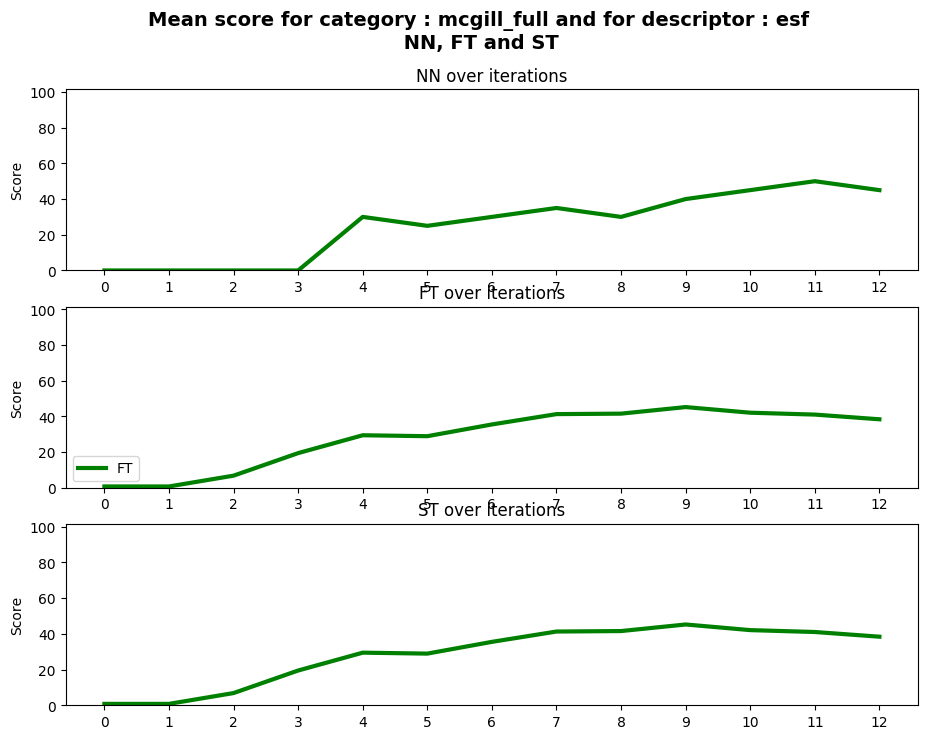 Mean score for category : mcgill_full and for descriptor : esf
NN, FT and ST
NN over iterations
100
80
60
40
20
0
Score
0 1 2 3 4 5 6 7 8 9 10 11 12
FT over iterations
100
80
60
40
20
0
Score
FT
0 1 2 3 4 5 6 7 8 9 10 11 12
ST over iterations
100
80
60
40
20
0
Score
0 1 2 3 4 5 6 7 8 9 10 11 12